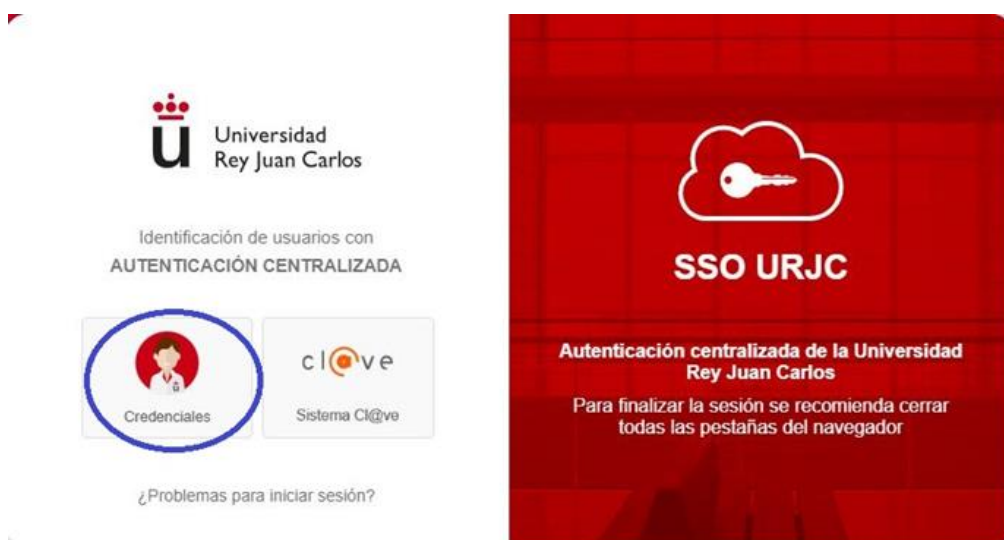 Universidad
Rey Juan Carlos
Identificación de usuarios con
AUTENTICACIÓN CENTRALIZADA
Credenciales
cl@ve
Sistema Cl@ve
¿Problemas para iniciar sesión?
SSO URJC
Autenticación centralizada de la Universidad
Rey Juan Carlos
Para finalizar la sesión se recomienda cerrar
todas las pestañas del navegador